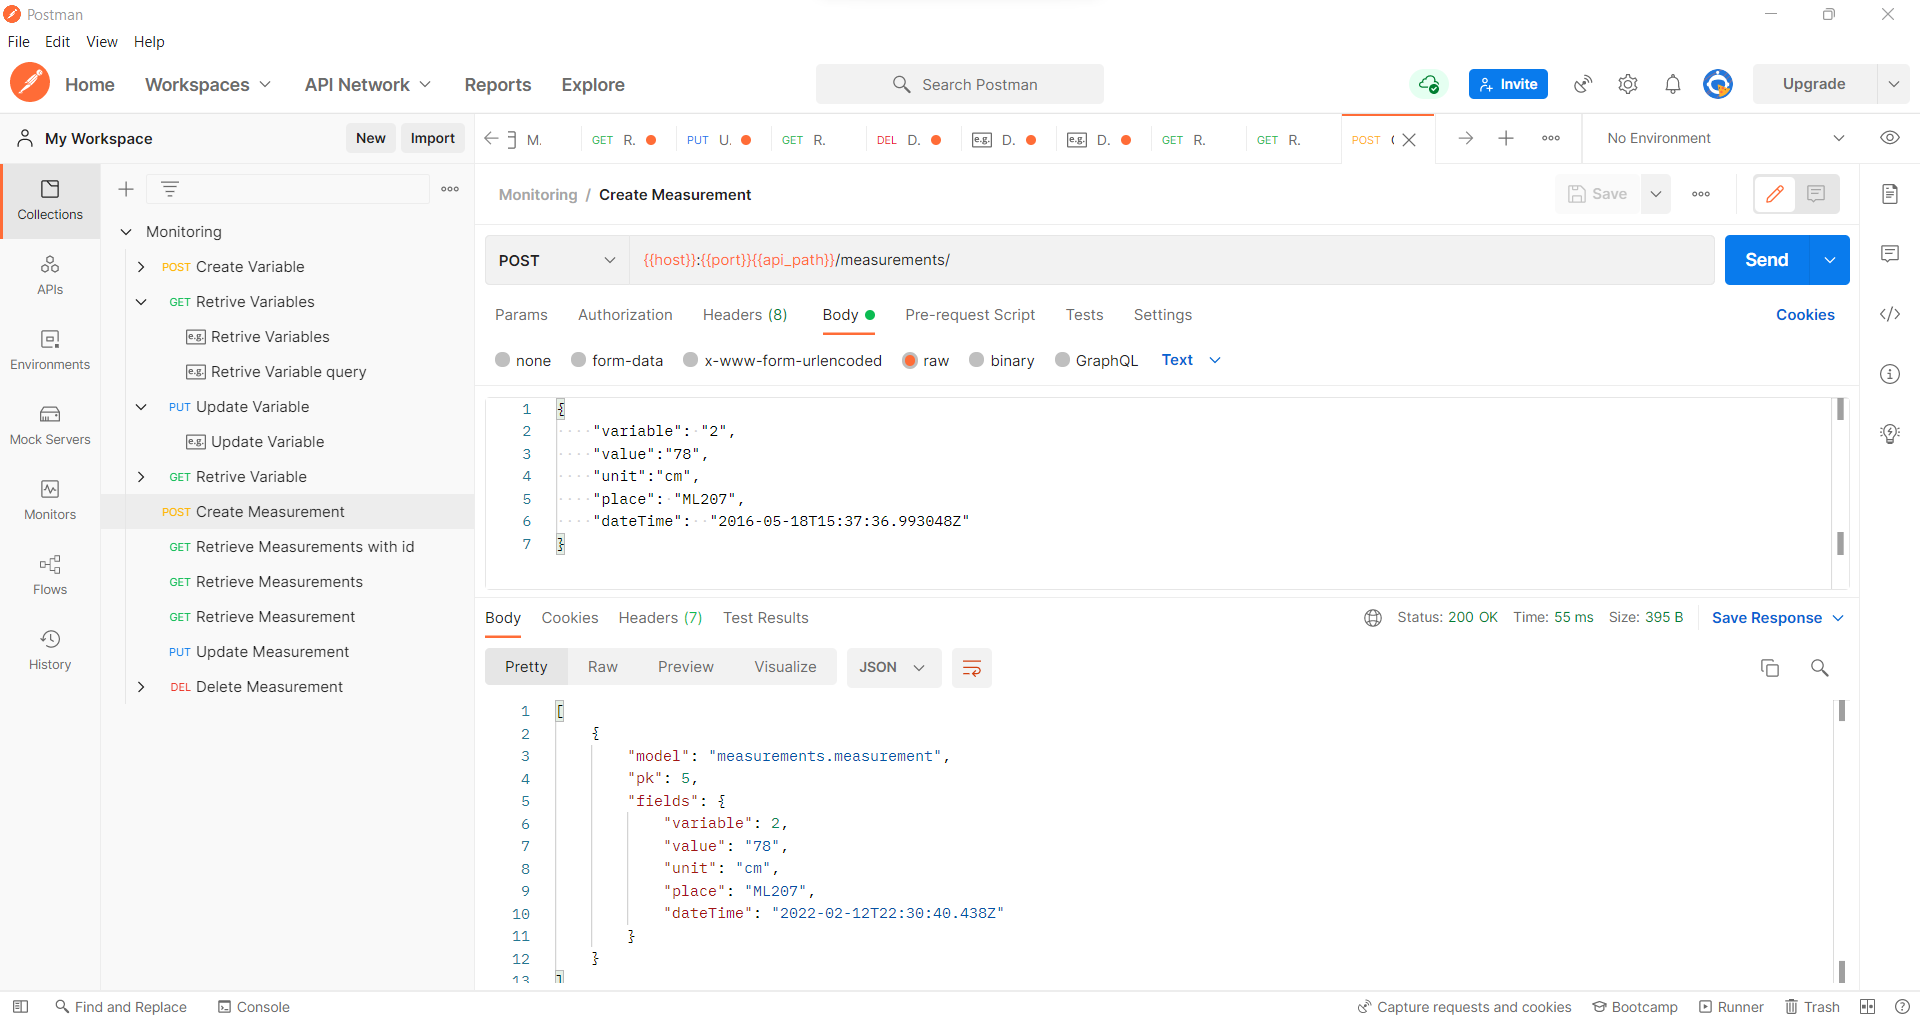 Postman
File Edit View Help
Home Workspaces API Network Reports Explore Search Postman Invite Upgrade
My Workspace New Import
M. GET R. PUT U. GET R. DEL D. e.g. D. e.g. D. GET R. GET R. POST No Environment
Collections
APIs
Environments
Mock Servers
Monitors
Flows
History
Monitoring
POST Create Variable
GET Retrive Variables
e.g. Retrive Variables
e.g. Retrive Variable query
PUT Update Variable
e.g. Update Variable
GET Retrive Variable
POST Create Measurement
GET Retrieve Measurements with id
GET Retrieve Measurements
GET Retrieve Measurement
PUT Update Measurement
DEL Delete Measurement
Monitoring / Create Measurement Save
POST {{host}}:{{port}}{{api_path}}/measurements/ Send
Params Authorization Headers (8) Body Pre-request Script Tests Settings Cookies
none form-data x-www-form-urlencoded raw binary GraphQL Text
1 {
2 "variable": "2",
3 "value":"78",
4 "unit":"cm",
5 "place": "ML207",
6 "dateTime":  "2016-05-18T15:37:36.993048Z"
7 }
Body Cookies Headers (7) Test Results Status: 200 OK Time: 55 ms Size: 395 B Save Response
Pretty Raw Preview Visualize JSON
1 [
2 {
3 "model": "measurements.measurement",
4 "pk": 5,
5 "fields": {
6 "variable": 2,
7 "value": "78",
8 "unit": "cm",
9 "place": "ML207",
10 "dateTime": "2022-02-12T22:30:40.438Z"
11 }
12 }
13 ]
Find and Replace Console Capture requests and cookies Bootcamp Runner Trash